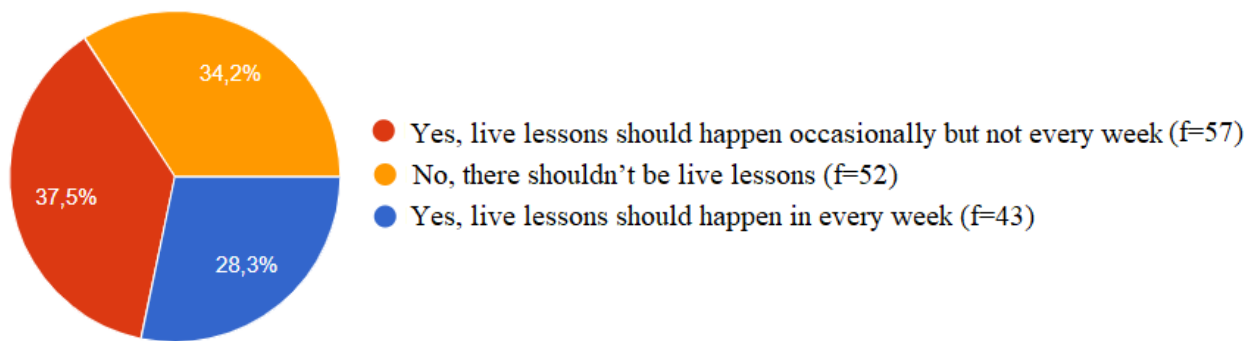 34,2%
37,5%
28,3%
Yes, live lessons should happen occasionally but not every week (f=57)
No, there shouldn’t be live lessons (f=52)
Yes, live lessons should happen in every week (f=43)